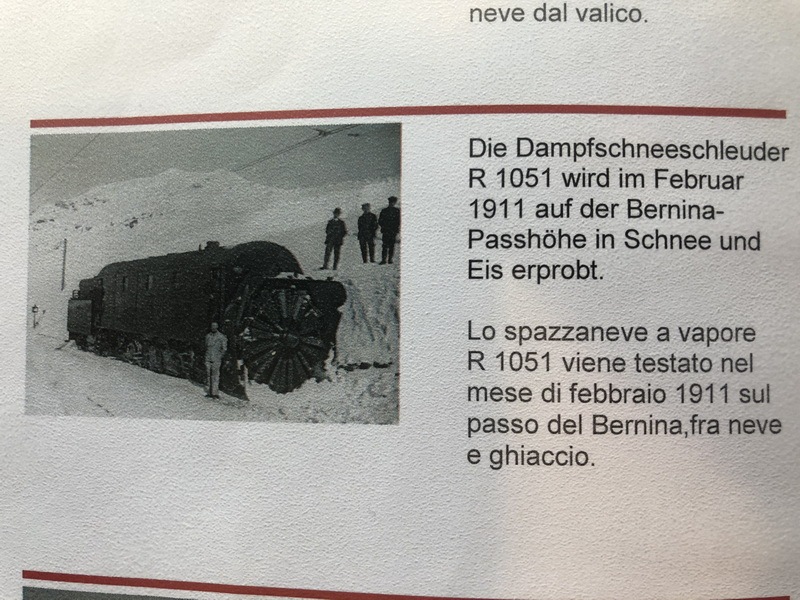 neve dal valico.
Die Dampfschneeschleuder
R 1051 wird im Februar
1911 auf der Bernina-
Passhöhe in Schnee und
Eis erprobt.
Lo spazzaneve a vapore
R 1051 viene testato nel
mese di febbraio 1911 sul
passo del Bernina,fra neve
e ghiaccio.